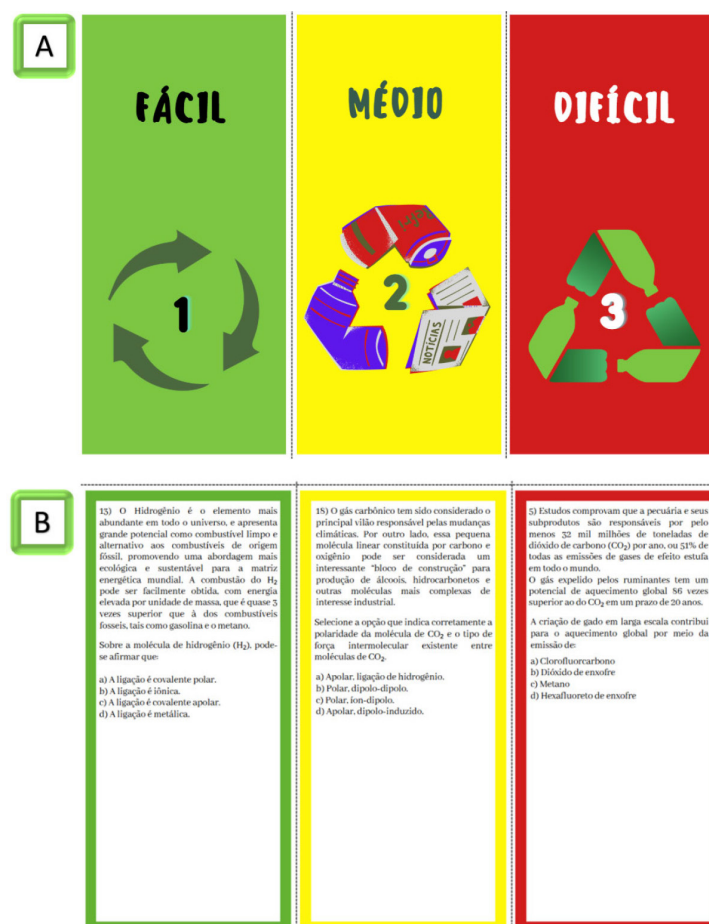 A
FÁCIL
MÉDIO
DIFÍCIL
1
2
NOTÍCIAS
3
B
13) O Hidrogênio é o elemento mais
abundante em todo o universo, e apresenta
grande potencial como combustível limpo e
alternativo aos combustíveis de origem
fóssil, promovendo uma abordagem mais
ecológica e sustentável para a matriz
energética mundial. A combustão do H₂
pode ser facilmente obtida, com energia
elevada por unidade de massa, que é quase 3
vezes superior que à dos combustíveis
fosseis, tais como gasolina e o metano.
Sobre a molécula de hidrogênio (H₂), pode-
se afirmar que:
a) A ligação é covalente polar.
b) A ligação é iônica.
c) A ligação é covalente apolar.
d) A ligação é metálica.
18) O gás carbônico tem sido considerado o
principal vilão responsável pelas mudanças
climáticas. Por outro lado, essa pequena
molécula linear constituída por carbono e
oxigênio pode ser considerada um
interessante "bloco de construção" para
produção de álcoois, hidrocarbonetos e
outras moléculas mais complexas de
interesse industrial.
Selecione a opção que indica corretamente a
polaridade da molécula de CO₂ e o tipo de
força intermolecular existente entre
moléculas de CO₂.
a) Apolar, ligação de hidrogênio.
b) Polar, dipolo-dipolo.
c) Polar, íon-dipolo.
d) Apolar, dipolo-induzido.
5) Estudos comprovam que a pecuária e seus
subprodutos são responsáveis por pelo
menos 32 mil milhões de toneladas de
dióxido de carbono (CO₂) por ano, ou 51% de
todas as emissões de gases de efeito estufa
em todo o mundo.
O gás expelido pelos ruminantes tem um
potencial de aquecimento global 86 vezes
superior ao do CO₂ em um prazo de 20 anos.
A criação de gado em larga escala contribui
para o aquecimento global por meio da
emissão de:
a) Clorofluorcarbono
b) Dióxido de enxofre
c) Metano
d) Hexafluoreto de enxofre